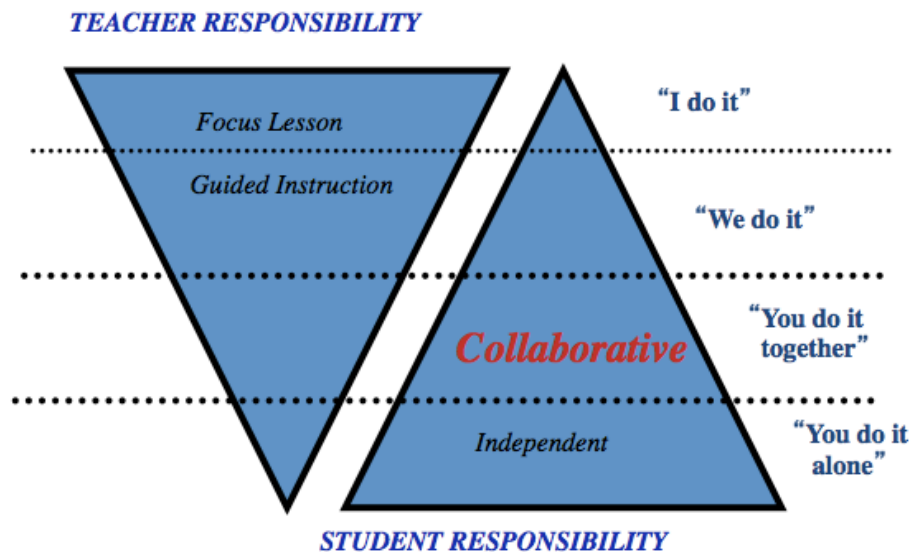 TEACHER RESPONSIBILITY
Focus Lesson
“I do it”
Guided Instruction
“We do it”
Collaborative
“You do it
together”
Independent
“You do it
alone”
STUDENT RESPONSIBILITY